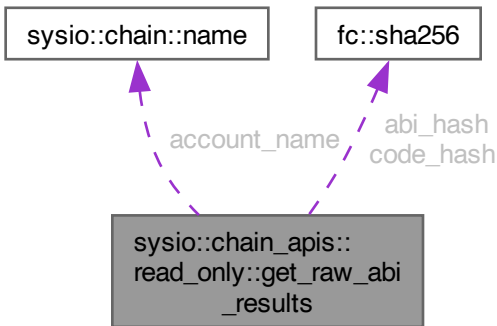 sysio::chain::name
fc::sha256
account_name
abi_hash
code_hash
sysio::chain_apis::
read_only::get_raw_abi
_results